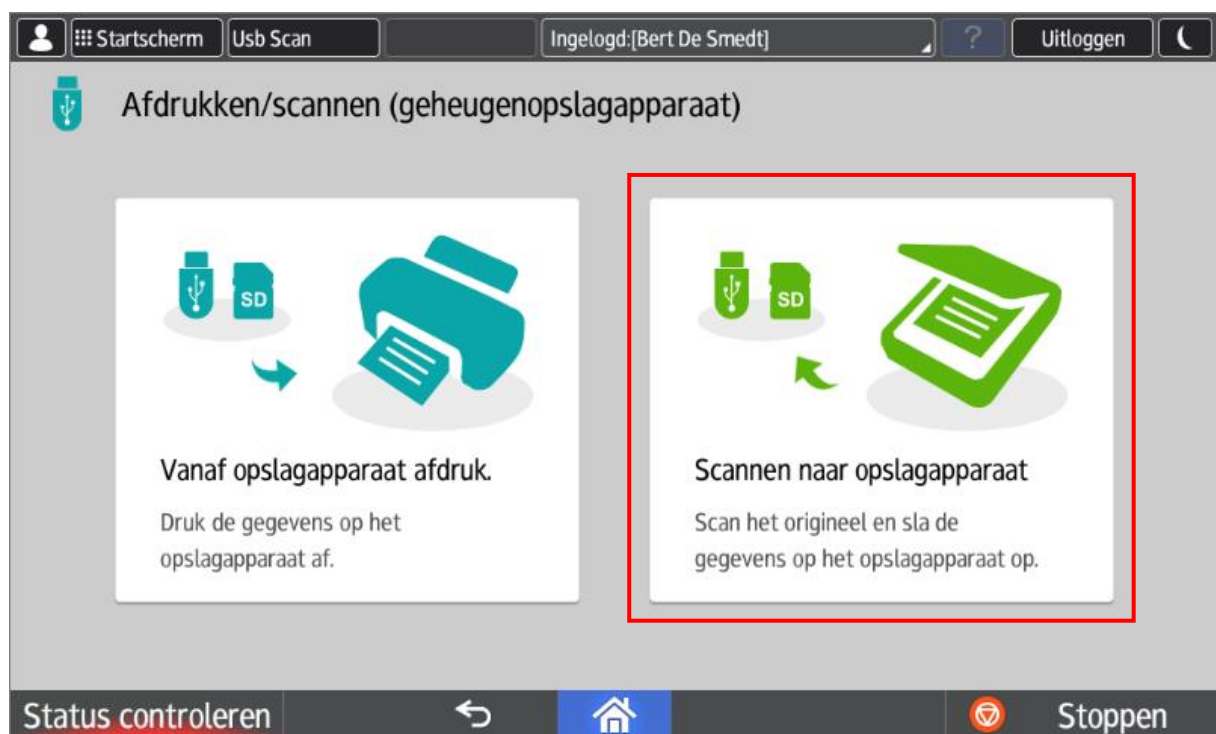 Startscherm Usb Scan Ingelogd:[Bert De Smedt] ? Uitloggen
Afdrukken/scannen (geheugenopslagapparaat)
SD
Vanaf opslagapparaat afdruk.
Druk de gegevens op het
opslagapparaat af.
SD
Scannen naar opslagapparaat
Scan het origineel en sla de
gegevens op het opslagapparaat op.
Status controleren Stoppen